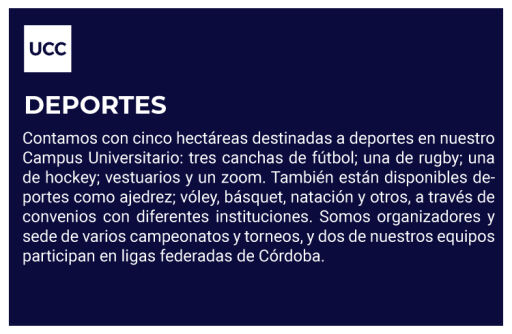 UCC
DEPORTES
Contamos con cinco hectáreas destinadas a deportes en nuestro
Campus Universitario: tres canchas de fútbol; una de rugby; una
de hockey; vestuarios y un zoom. También están disponibles de-
portes como ajedrez; vóley, básquet, natación y otros, a través de
convenios con diferentes instituciones. Somos organizadores y
sede de varios campeonatos y torneos, y dos de nuestros equipos
participan en ligas federadas de Córdoba.